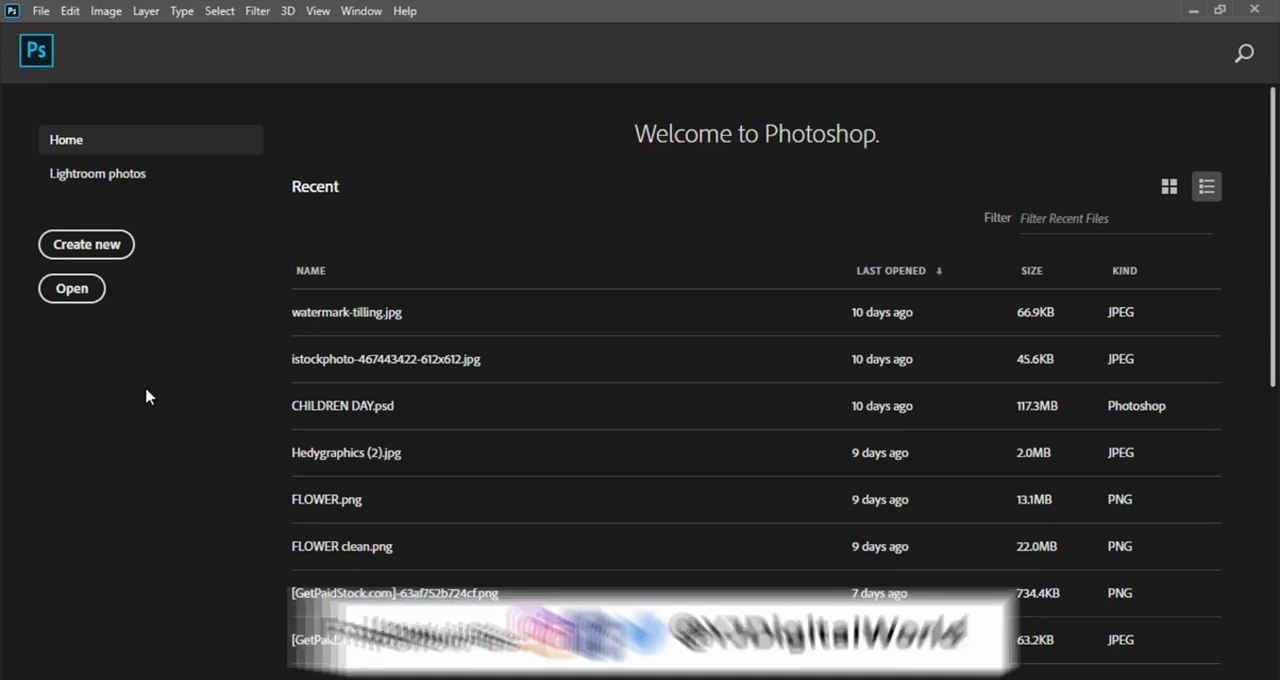 Ps File Edit Image Layer Type Select Filter 3D View Window Help
Ps
Home
Lightroom photos
Create new
Open
Welcome to Photoshop.
Recent
Filter Filter Recent Files
NAME LAST OPENED SIZE KIND
watermark-tilling.jpg 10 days ago 66.9KB JPEG
istockphoto-467443422-612x612.jpg 10 days ago 45.6KB JPEG
CHILDREN DAY.psd 10 days ago 117.3MB Photoshop
Hedygraphics (2).jpg 9 days ago 2.0MB JPEG
FLOWER.png 9 days ago 13.1MB PNG
FLOWER clean.png 9 days ago 22.0MB PNG
[GetPaidStock.com]-63af752b724cf.png 7 days ago 734.4KB PNG
63.2KB JPEG